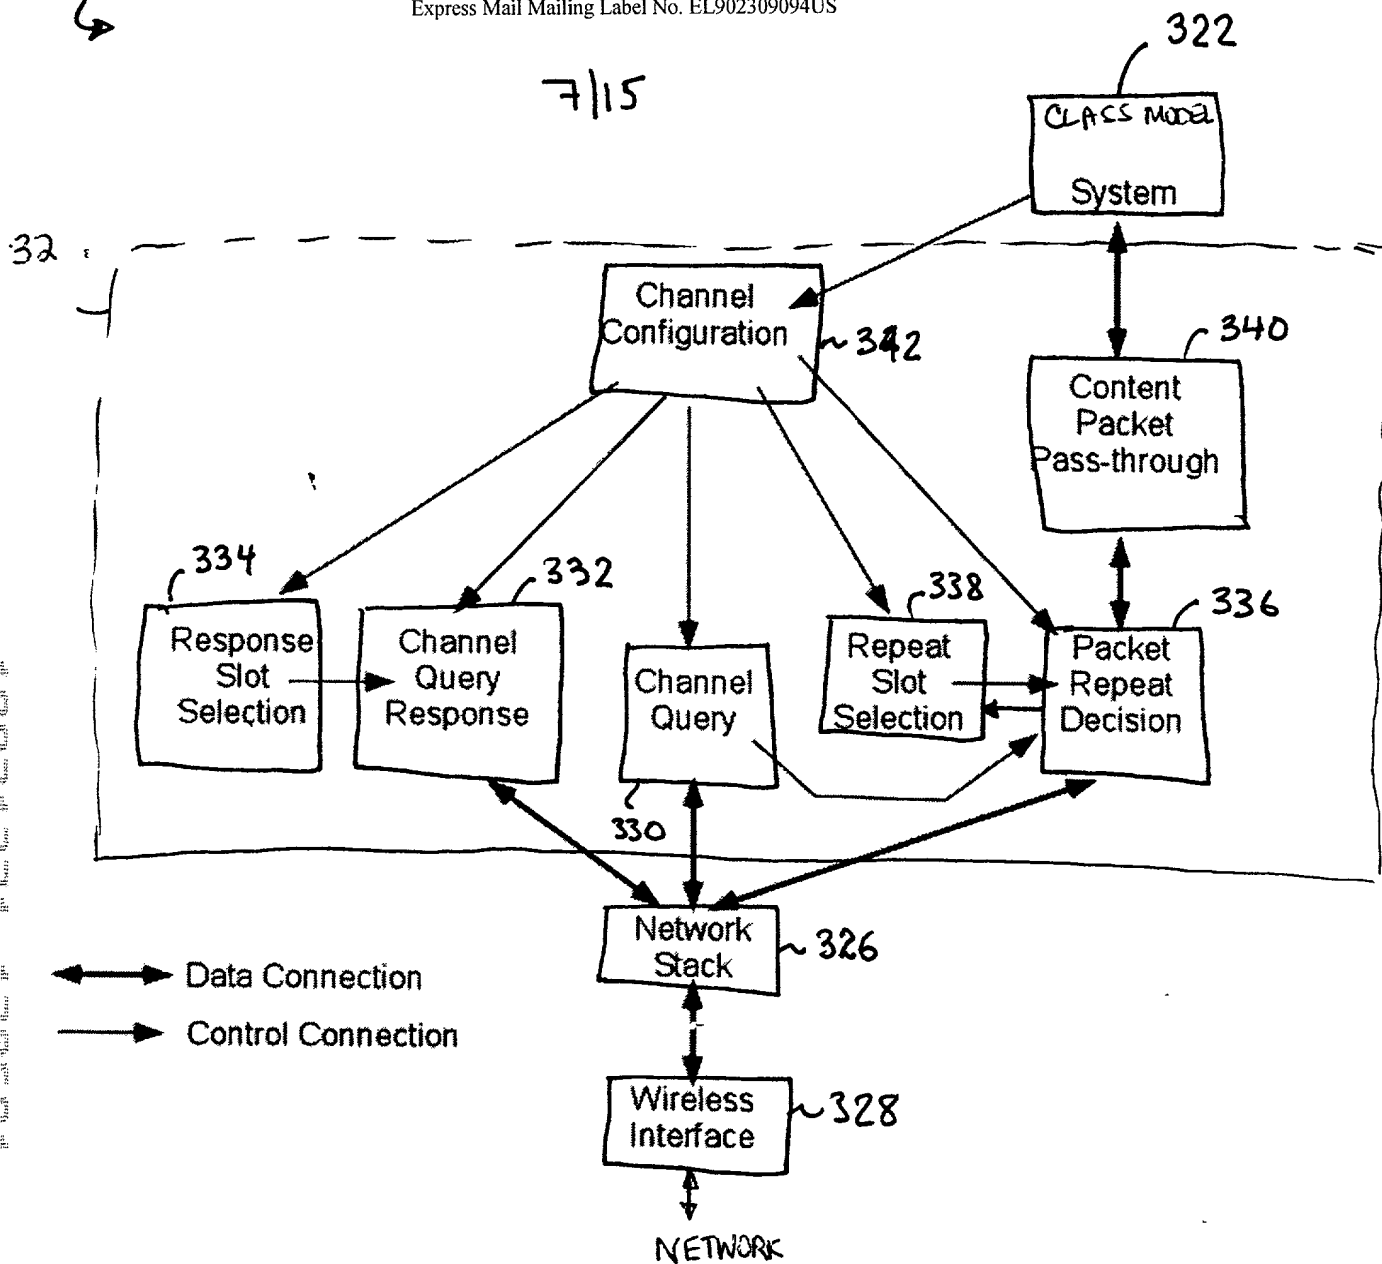 Express Mail Mailing Label No. EL902309094US
7/15
322
CLASS MODEL
System
32
Channel
Configuration
342
340
Content
Packet
Pass-through
334
332
338
336
Response
Slot
Selection
Channel
Query
Response
Channel
Query
Repeat
Slot
Selection
Packet
Repeat
Decision
330
Network
Stack
326
Data Connection
Control Connection
Wireless
Interface
328
NETWORK